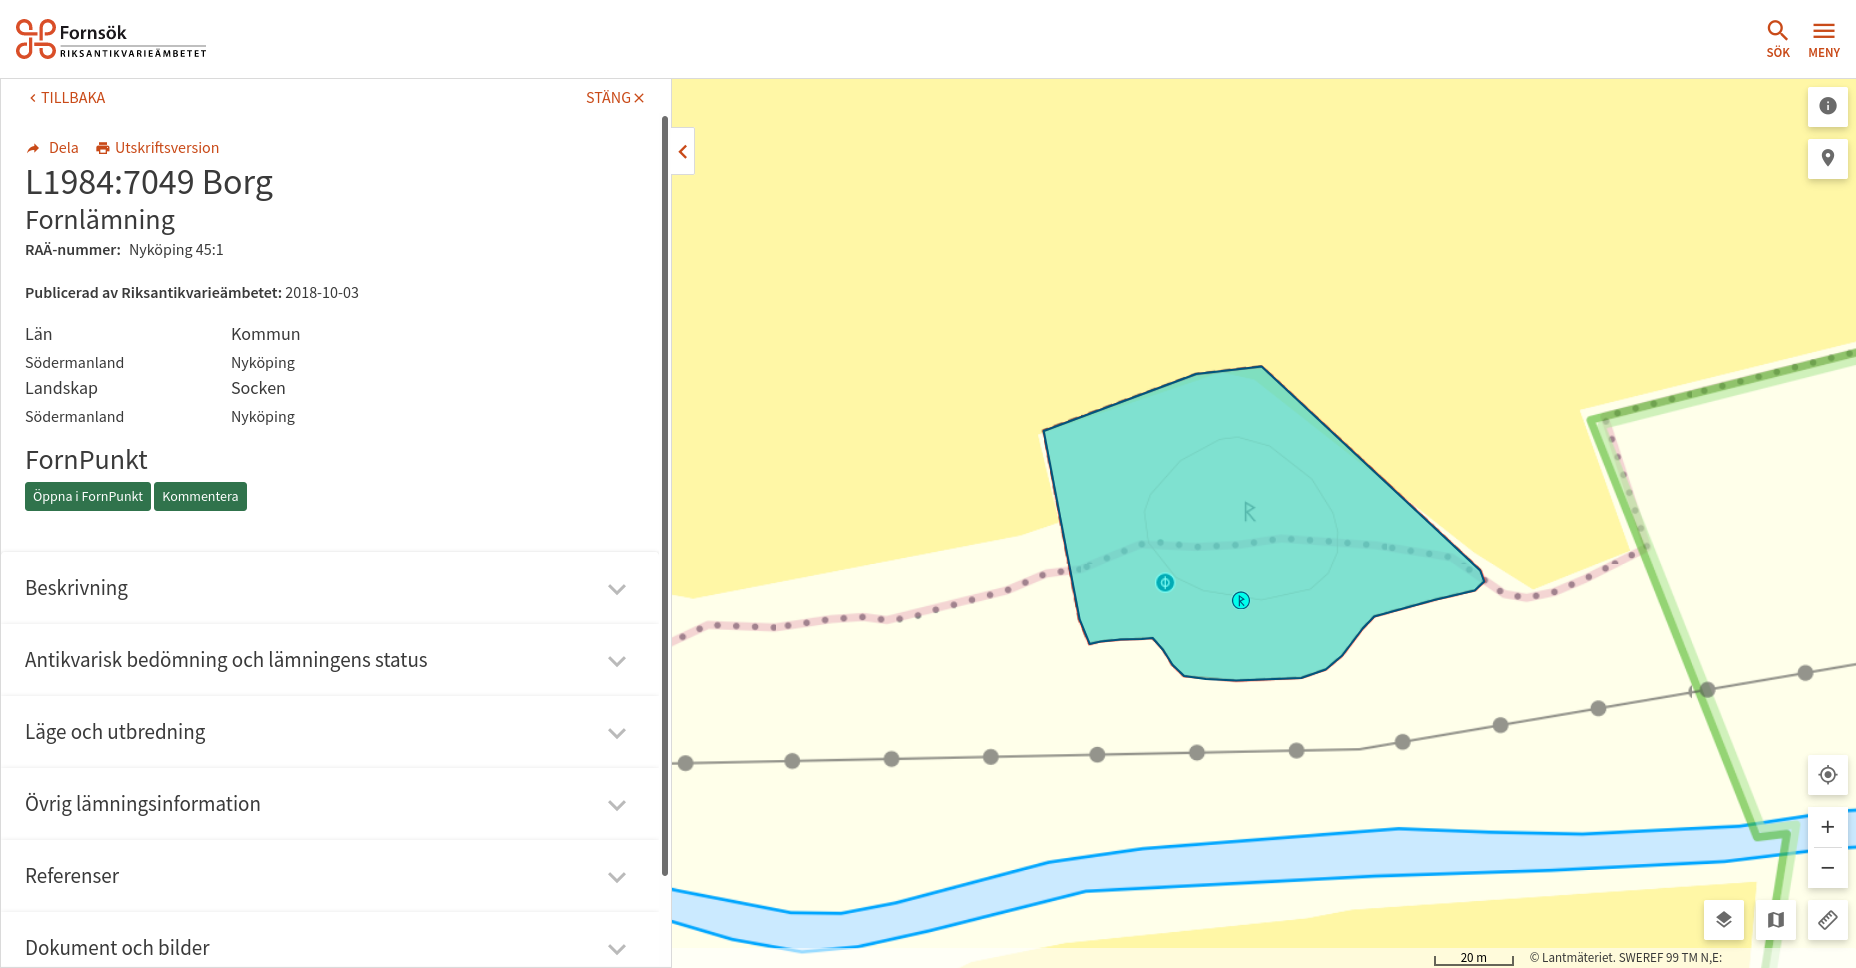 Fornsök
RIKSANTIKVARIEÄMBETET
SÖK
MENY
TILLBAKA
STÄNG
Dela
Utskriftsversion
L1984:7049 Borg
Fornlämning
RAÄ-nummer: Nyköping 45:1
Publicerad av Riksantikvarieämbetet: 2018-10-03
Län Kommun
Södermanland Nyköping
Landskap Socken
Södermanland Nyköping
FornPunkt
Öppna i FornPunkt
Kommentera
Beskrivning
Antikvarisk bedömning och lämningens status
Läge och utbredning
Övrig lämningsinformation
Referenser
Dokument och bilder
20 m
© Lantmäteriet. SWEREF 99 TM N,E: